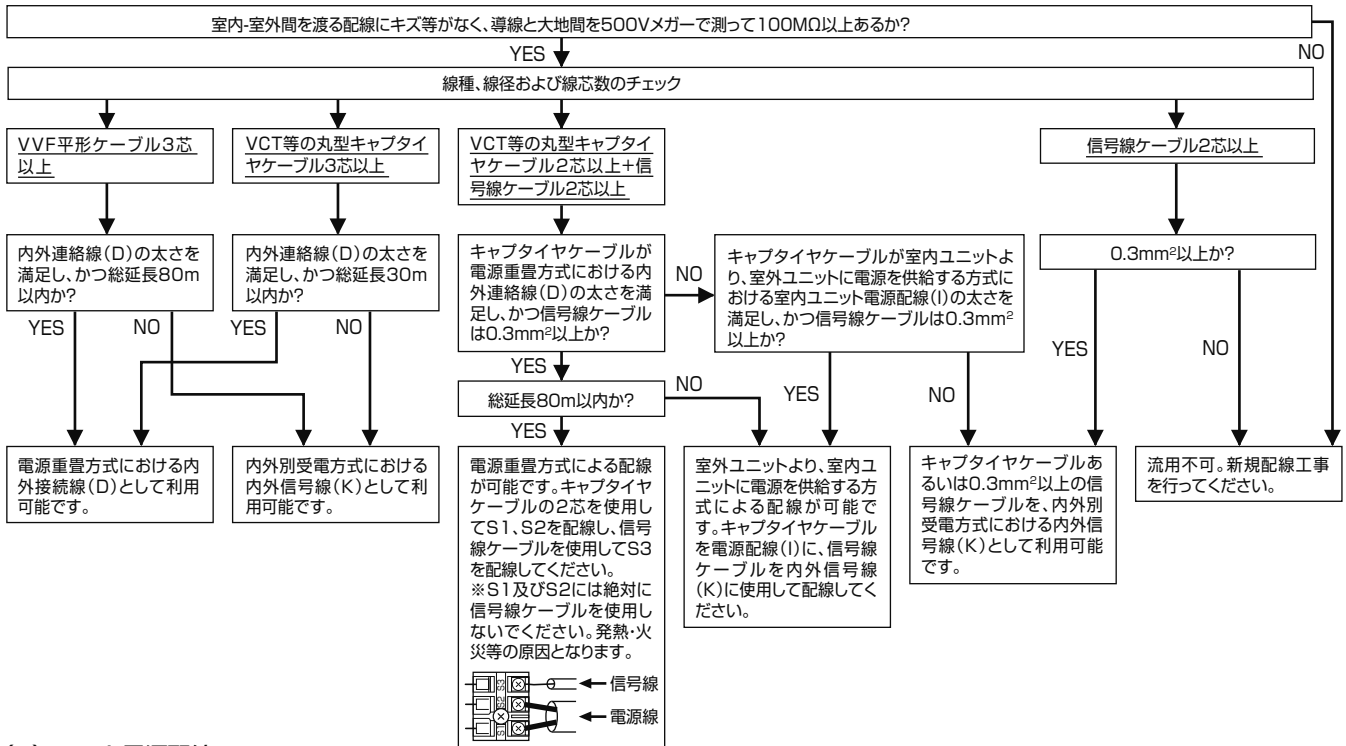 室内-室外間を渡る配線にキズ等がなく、導線と大地間を500Vメガーで測って100MΩ以上あるか?
YES
NO
線種、線径および線芯数のチェック
VVF平形ケーブル3芯
以上
VCT等の丸型キャプタイ
ヤケーブル3芯以上
VCT等の丸型キャプタイ
ヤケーブル2芯以上+信
号線ケーブル2芯以上
信号線ケーブル2芯以上
内外連絡線(D)の太さを
満足し、かつ総延長80m
以内か?
内外連絡線(D)の太さを
満足し、かつ総延長30m
以内か?
キャプタイヤケーブルが
電源重畳方式における内
外連絡線(D)の太さを満
足し、かつ信号線ケーブル
は0.3mm²以上か?
NO
キャプタイヤケーブルが室内ユニットよ
り、室外ユニットに電源を供給する方式に
おける室内ユニット電源配線(I)の太さを
満足し、かつ信号線ケーブルは0.3mm²
以上か?
0.3mm²以上か?
YES
NO
YES
NO
YES
NO
YES
NO
YES
NO
総延長80m以内か?
YES
電源重畳方式における内
外接続線(D)として利用
可能です。
内外別受電方式における
内外信号線(K)として利
用可能です。
電源重畳方式による配線
が可能です。キャプタイヤ
ケーブルの2芯を使用し
てS1、S2を配線し、信号
線ケーブルを使用してS3
を配線してください。
※S1及びS2には絶対に
信号線ケーブルを使用し
ないでください。発熱・火
災等の原因となります。
S3
S2
S1
信号線
電源線
室外ユニットより、室内ユ
ニットに電源を供給する方
式による配線が可能で
す。キャプタイヤケーブル
を電源配線(I)に、信号線
ケーブルを内外信号線
(K)に使用して配線してく
ださい。
キャプタイヤケーブルあ
るいは0.3mm²以上の信
号線ケーブルを、内外別
受電方式における内外信
号線(K)として利用可能
です。
流用不可。新規配線工事
を行ってください。